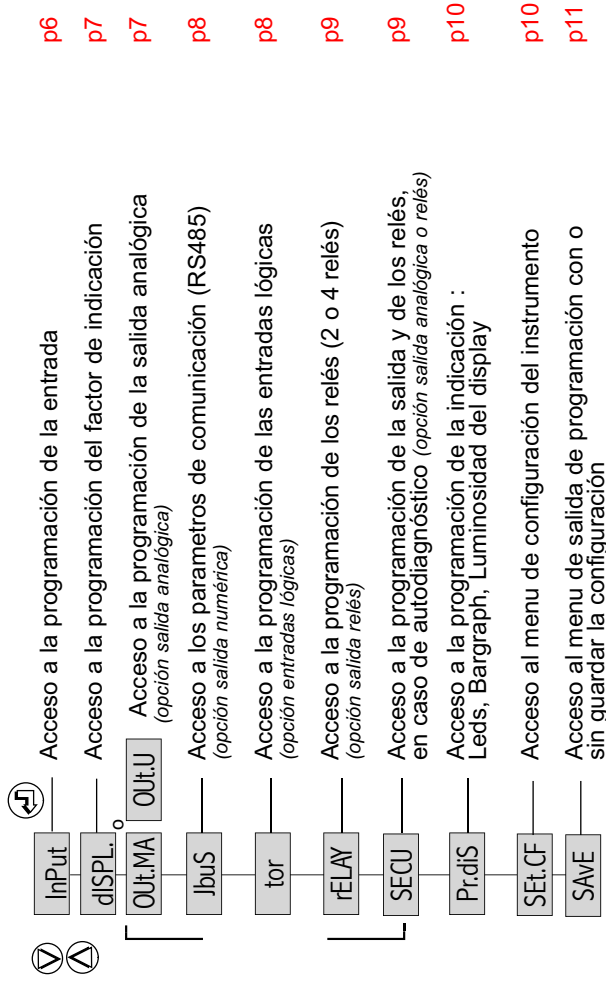 InPut Acceso a la programación de la entrada p6
dISPL. Acceso a la programación del factor de indicación p7
o
OUt.MA OUt.U Acceso a la programación de la salida analógica p7
(opción salida analógica)
JbuS Acceso a los parametros de comunicación (RS485) p8
(opción salida numérica)
tor Acceso a la programación de las entradas lógicas p8
(opción entradas lógicas)
rELAY Acceso a la programación de los relés (2 o 4 relés) p9
(opción salida relés)
SECU Acceso a la programación de la salida y de los relés, p9
en caso de autodiagnóstico (opción salida analógica o relés)
Pr.diS Acceso a la programación de la indicación : p10
Leds, Bargraph, Luminosidad del display
SEt.CF Acceso al menu de configuración del instrumento p10
SAvE Acceso al menu de salida de programación con o p11
sin guardar la configuración